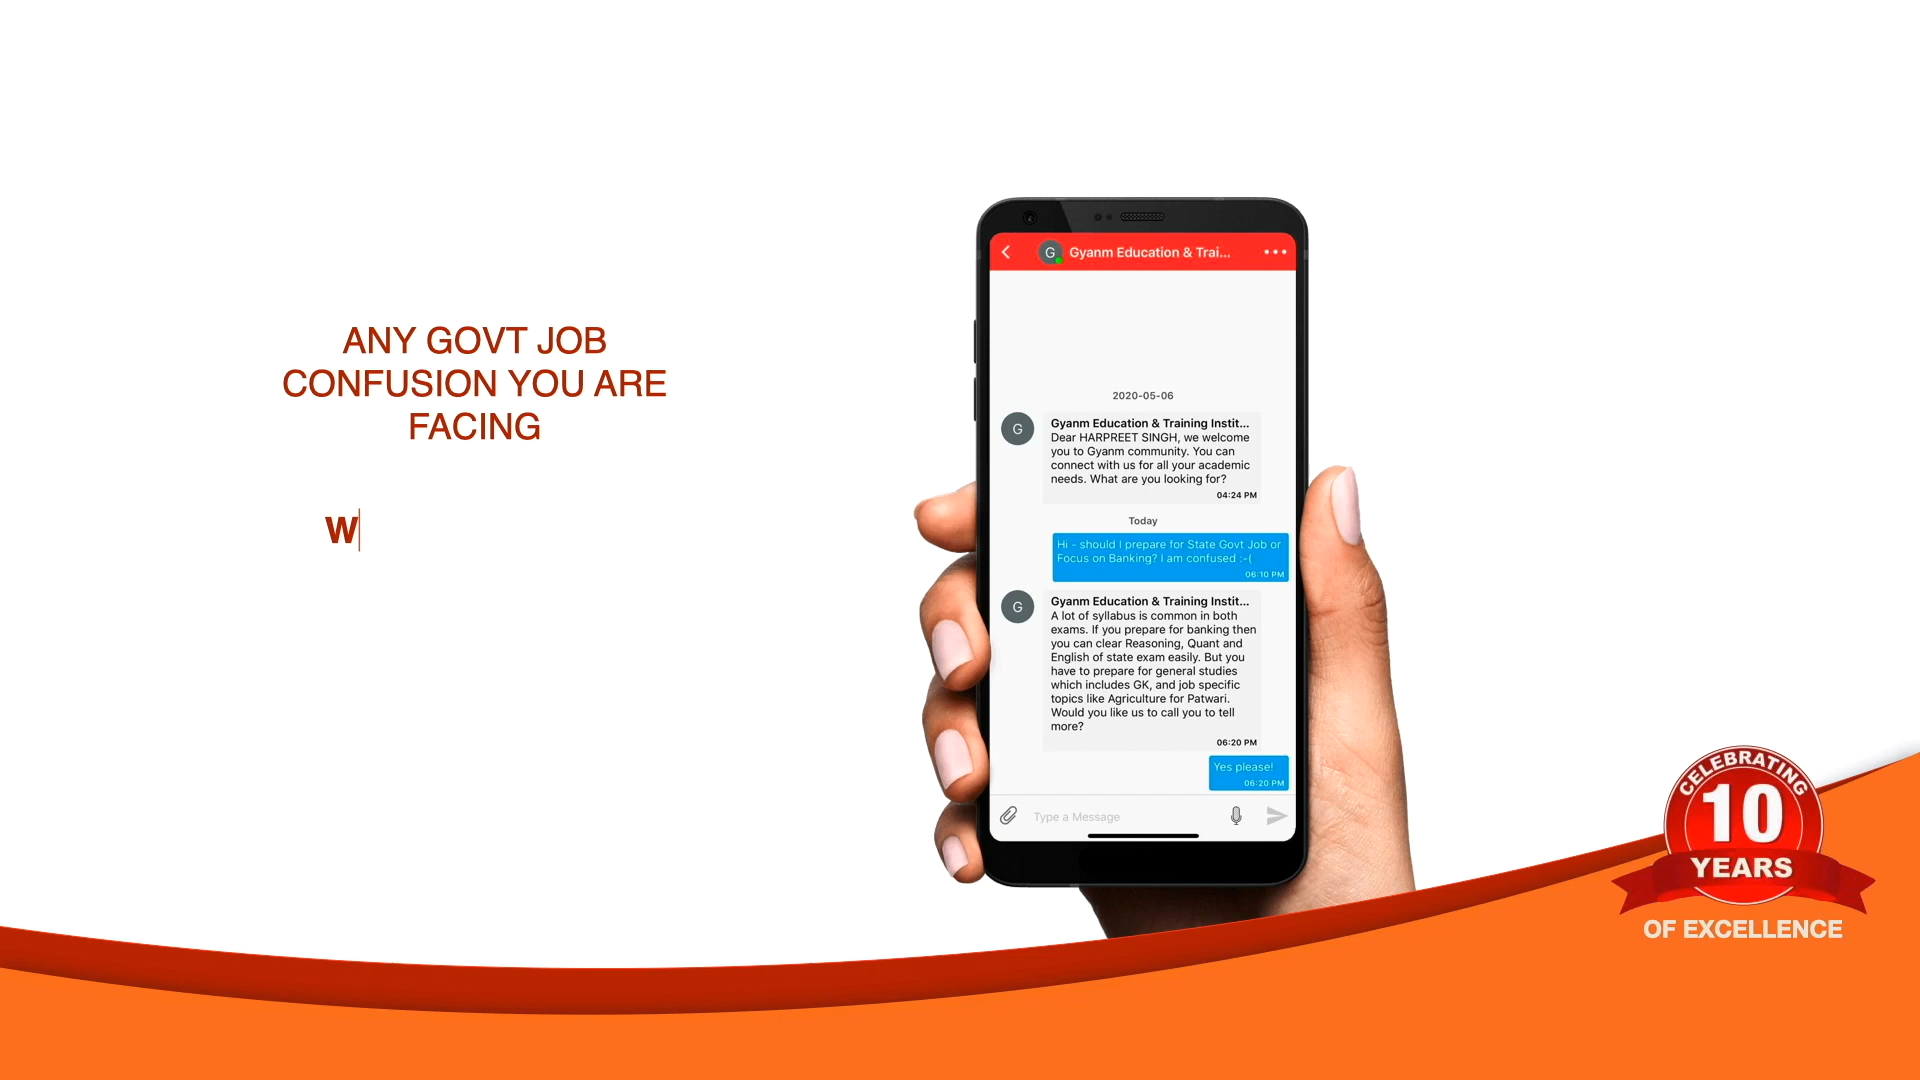 ANY GOVT JOB
CONFUSION YOU ARE
FACING
W
G
Gyanm Education & Trai...
2020-05-06
G
Gyanm Education & Training Instit...
Dear HARPREET SINGH, we welcome
you to Gyanm community. You can
connect with us for all your academic
needs. What are you looking for?
04:24 PM
Today
Hi - should I prepare for State Govt Job or
Focus on Banking? I am confused :-(
06:10 PM
G
Gyanm Education & Training Instit...
A lot of syllabus is common in both
exams. If you prepare for banking then
you can clear Reasoning, Quant and
English of state exam easily. But you
have to prepare for general studies
which includes GK, and job specific
topics like Agriculture for Patwari.
Would you like us to call you to tell
more?
06:20 PM
Yes please!
06:20 PM
Type a Message
CELEBRATING
10
YEARS
OF EXCELLENCE